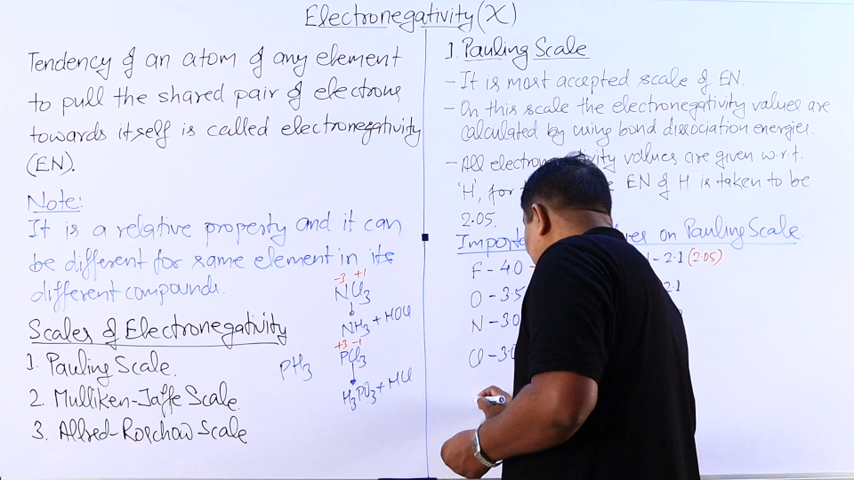 Electronegativity (X)
Tendency of an atom of any element
to pull the shared pair of electrons
towards itself is called electronegativity
(EN).
Note:
It is a relative property and it can
be different for same element in its
different compounds.
-3 +1
NCl3
NH3 + HOCl
+3 -1
PCl3
H3PO3 + HCl
PH3
Scales of Electronegativity
1. Pauling Scale.
2. Mulliken-Jaffe Scale.
3. Allred-Rochow Scale
1. Pauling Scale
- It is most accepted scale of EN.
- On this scale the electronegativity values are
calculated by using bond dissociation energies.
- All electronegativity values are given w.r.t.
'H', for EN of H is taken to be
2.05.
on Pauling Scale.
F - 4.0 - 2.1 (2.05)
O - 3.5 2.1
N - 3.0
Cl - 3.0